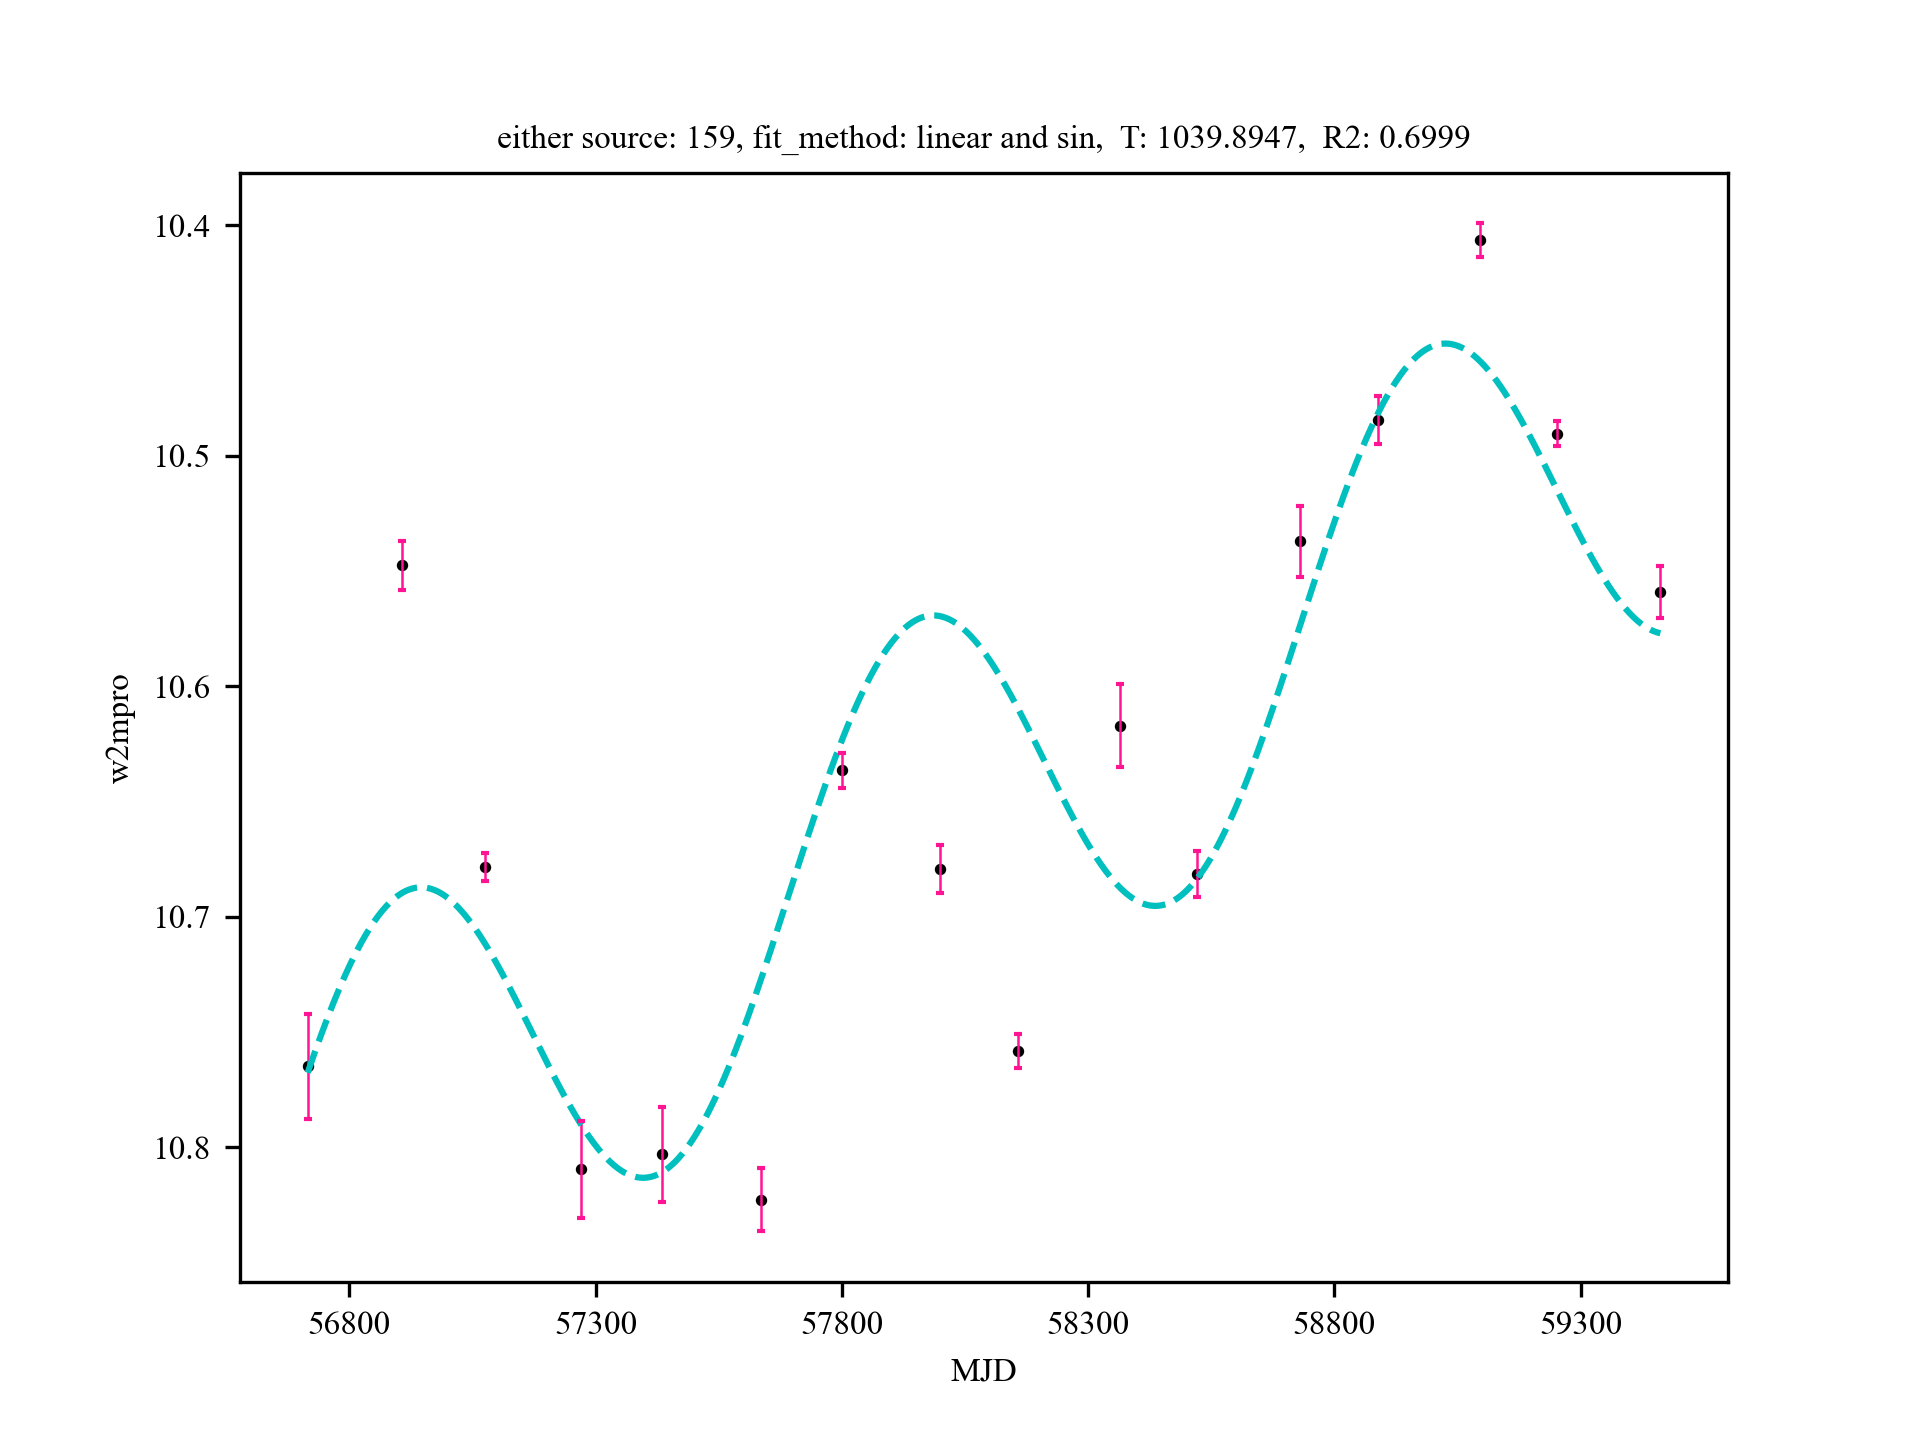 either source: 159, fit_method: linear and sin,  T: 1039.8947,  R2: 0.6999
10.4
10.5
10.6
10.7
10.8
w2mpro
56800 57300 57800 58300 58800 59300
MJD